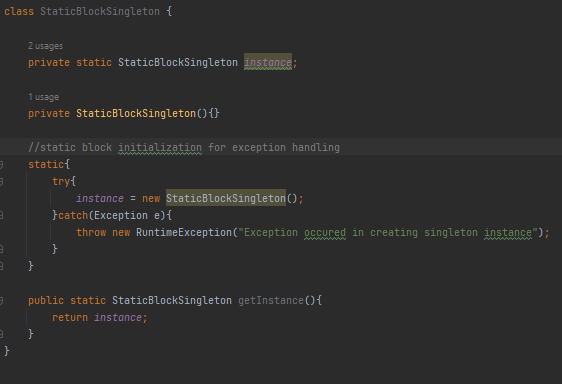 class StaticBlockSingleton {
2 usages
private static StaticBlockSingleton instance;
1 usage
private StaticBlockSingleton(){}
//static block initialization for exception handling
static{
try{
instance = new StaticBlockSingleton();
}catch(Exception e){
throw new RuntimeException("Exception occured in creating singleton instance");
}
}
public static StaticBlockSingleton getInstance(){
return instance;
}
}